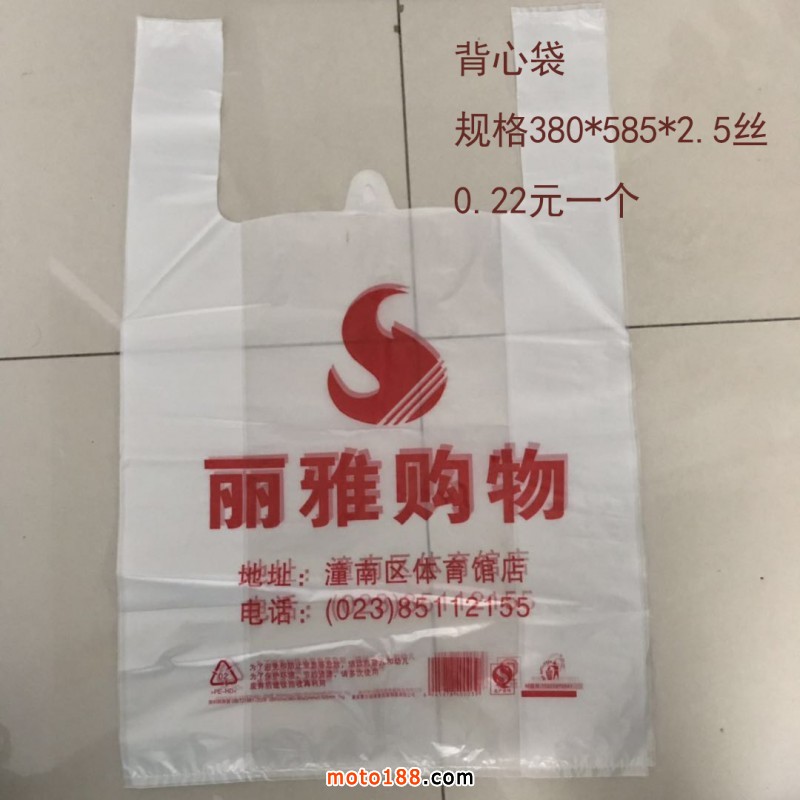 背心袋
规格380*585*2.5丝
0.22元一个
丽雅购物
地址：潼南区体育馆店
电话：(023)85112155
moto188.com